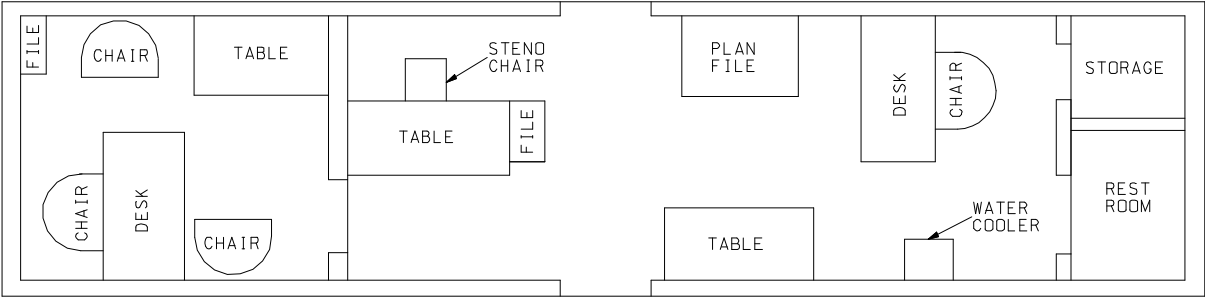 FILE
CHAIR
TABLE
STENO
CHAIR
TABLE
FILE
PLAN
FILE
DESK
CHAIR
STORAGE
CHAIR
DESK
CHAIR
TABLE
WATER
COOLER
REST
ROOM